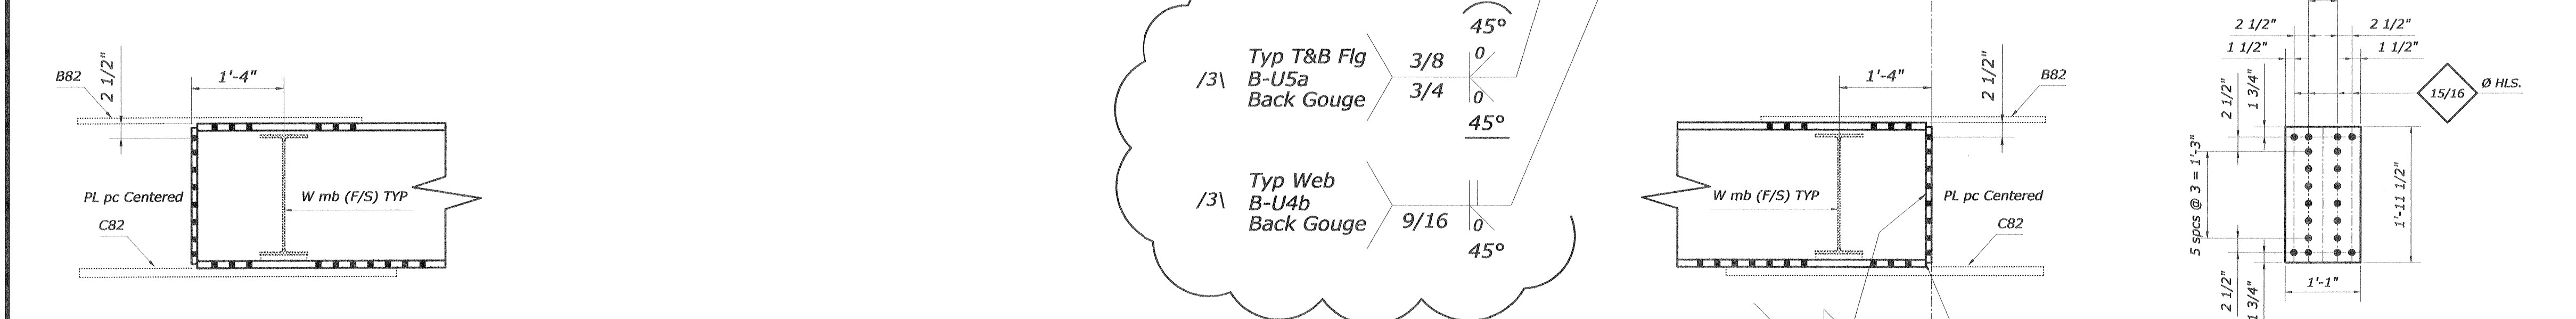 B82
2 1/2"
1'-4"
PL pc Centered
W mb (F/S) TYP
C82
45°
/3\ Typ T&B Flg
B-U5a
Back Gouge
3/8
3/4
0
0
45°
/3\ Typ Web
B-U4b
Back Gouge
9/16
0
45°
1'-4"
2 1/2"
B82
W mb (F/S) TYP
PL pc Centered
C82
2 1/2" 2 1/2"
1 1/2" 1 1/2"
2 1/2"
1 3/4"
15/16 Ø HLS.
5 spcs @ 3 = 1'-3"
1'-11 1/2"
2 1/2"
1 3/4"
1'-1"